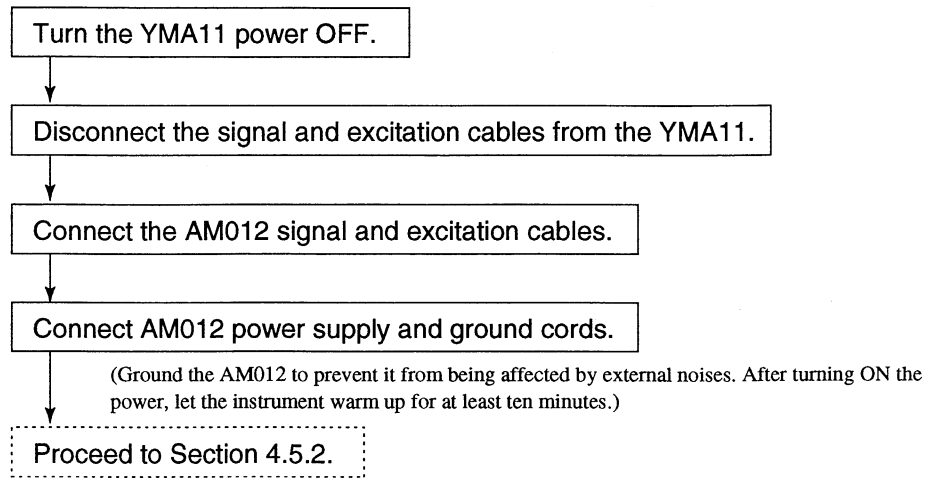 Turn the YMA11 power OFF.
Disconnect the signal and excitation cables from the YMA11.
Connect the AM012 signal and excitation cables.
Connect AM012 power supply and ground cords.
(Ground the AM012 to prevent it from being affected by external noises. After turning ON the
power, let the instrument warm up for at least ten minutes.)
Proceed to Section 4.5.2.